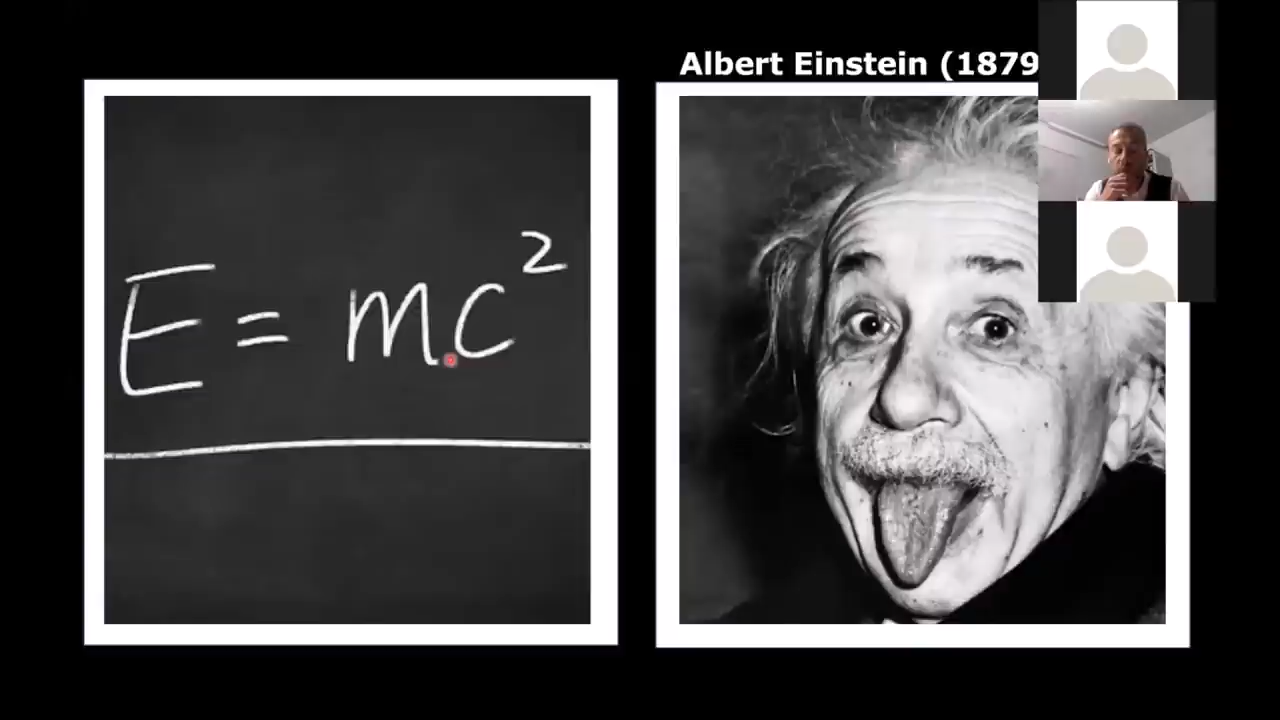 Albert Einstein (1879
E = mc²